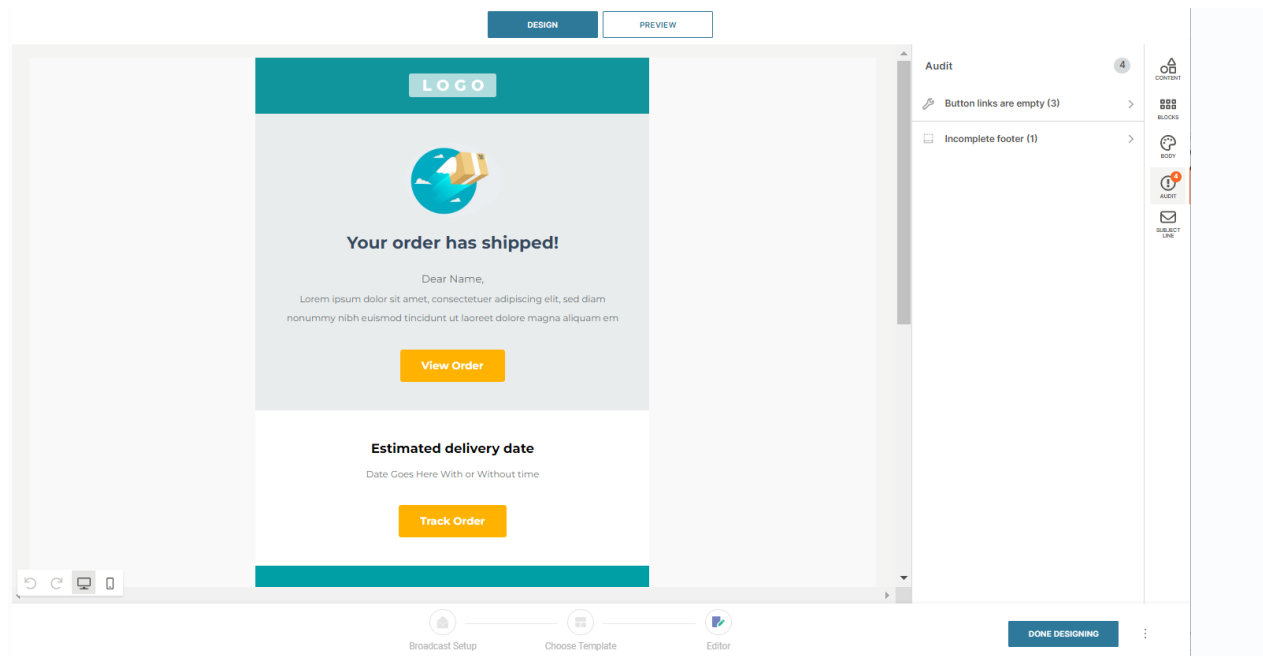 DESIGN
PREVIEW
LOGO
Your order has shipped!
Dear Name,
Lorem ipsum dolor sit amet, consectetuer adipiscing elit, sed diam
nonummy nibh euismod tincidunt ut laoreet dolore magna aliquam em
View Order
Estimated delivery date
Date Goes Here With or Without time
Track Order
Audit
4
Button links are empty (3)
Incomplete footer (1)
CONTENT
BLOCKS
BODY
4
AUDIT
SUBJECT
LINE
Broadcast Setup
Choose Template
Editor
DONE DESIGNING